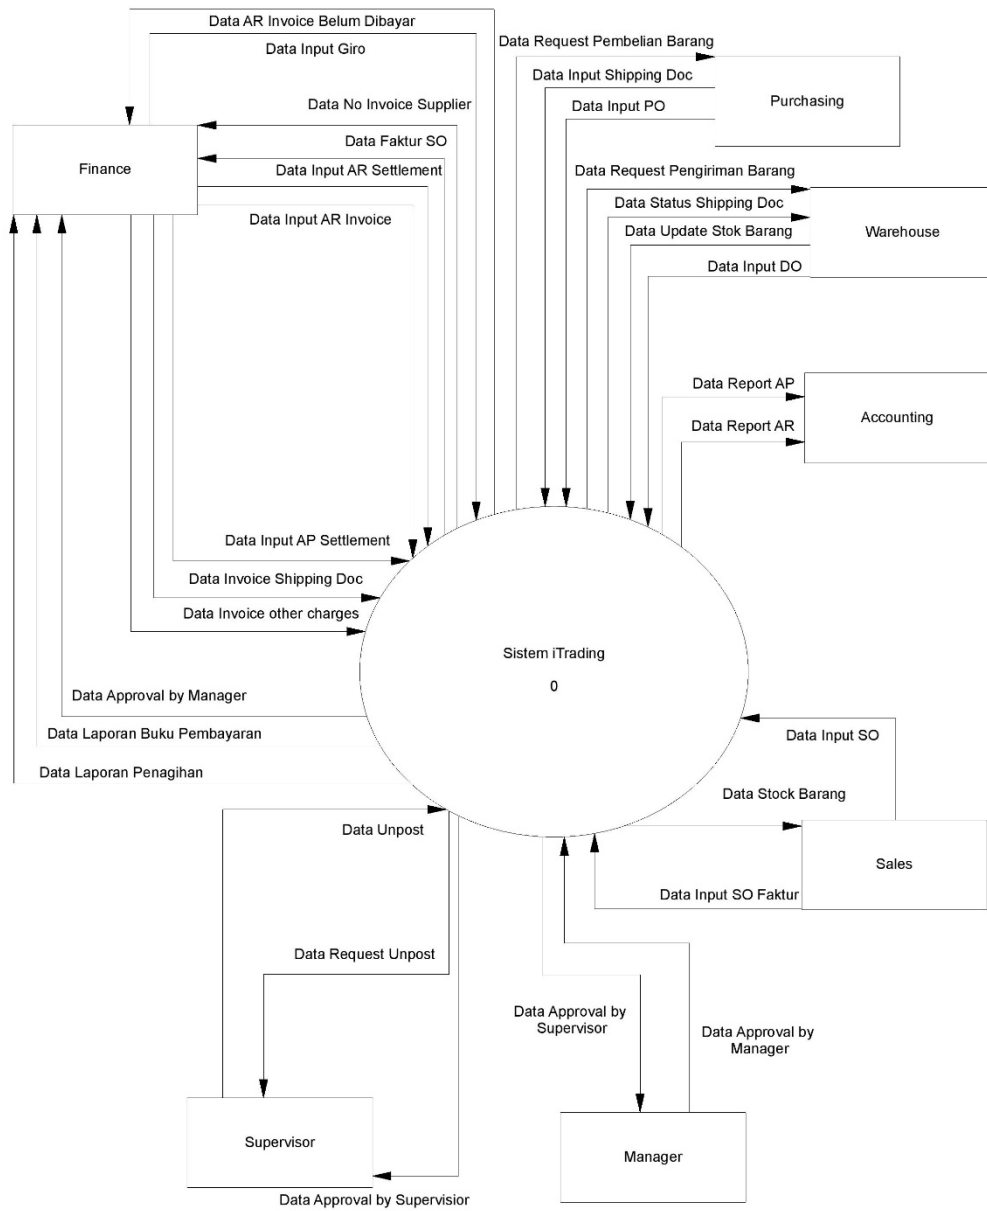 Data AR Invoice Belum Dibayar
Data Input Giro
Data No Invoice Supplier
Data Faktur SO
Finance
Data Input AR Settlement
Data Input AR Invoice
Data Request Pembelian Barang
Data Input Shipping Doc
Data Input PO
Purchasing
Data Request Pengiriman Barang
Data Status Shipping Doc
Data Update Stok Barang
Data Input DO
Warehouse
Data Report AP
Data Report AR
Accounting
Data Input AP Settlement
Data Invoice Shipping Doc
Data Invoice other charges
Sistem iTrading
0
Data Approval by Manager
Data Laporan Buku Pembayaran
Data Laporan Penagihan
Data Input SO
Data Stock Barang
Sales
Data Input SO Faktur
Data Unpost
Data Request Unpost
Data Approval by
Supervisor
Data Approval by
Manager
Supervisor
Manager
Data Approval by Supervisior